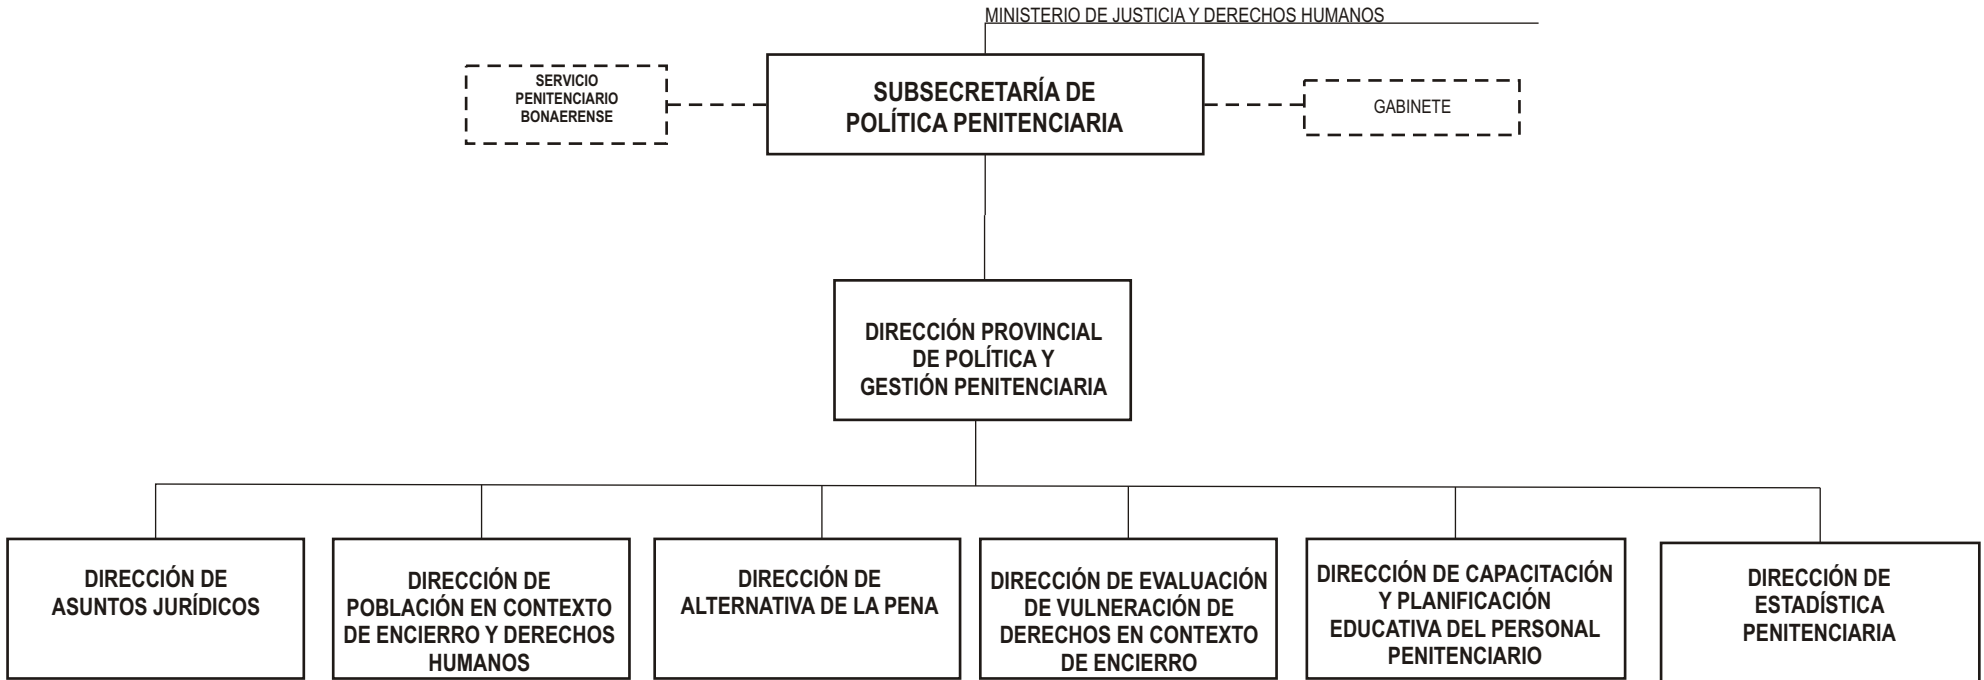 MINISTERIO DE JUSTICIA Y DERECHOS HUMANOS
SERVICIO
PENITENCIARIO
BONAERENSE
SUBSECRETARÍA DE
POLÍTICA PENITENCIARIA
GABINETE
DIRECCIÓN PROVINCIAL
DE POLÍTICA Y
GESTIÓN PENITENCIARIA
DIRECCIÓN DE
ASUNTOS JURÍDICOS
DIRECCIÓN DE
POBLACIÓN EN CONTEXTO
DE ENCIERRO Y DERECHOS
HUMANOS
DIRECCIÓN DE
ALTERNATIVA DE LA PENA
DIRECCIÓN DE EVALUACIÓN
DE VULNERACIÓN DE
DERECHOS EN CONTEXTO
DE ENCIERRO
DIRECCIÓN DE CAPACITACIÓN
Y PLANIFICACIÓN
EDUCATIVA DEL PERSONAL
PENITENCIARIO
DIRECCIÓN DE
ESTADÍSTICA
PENITENCIARIA